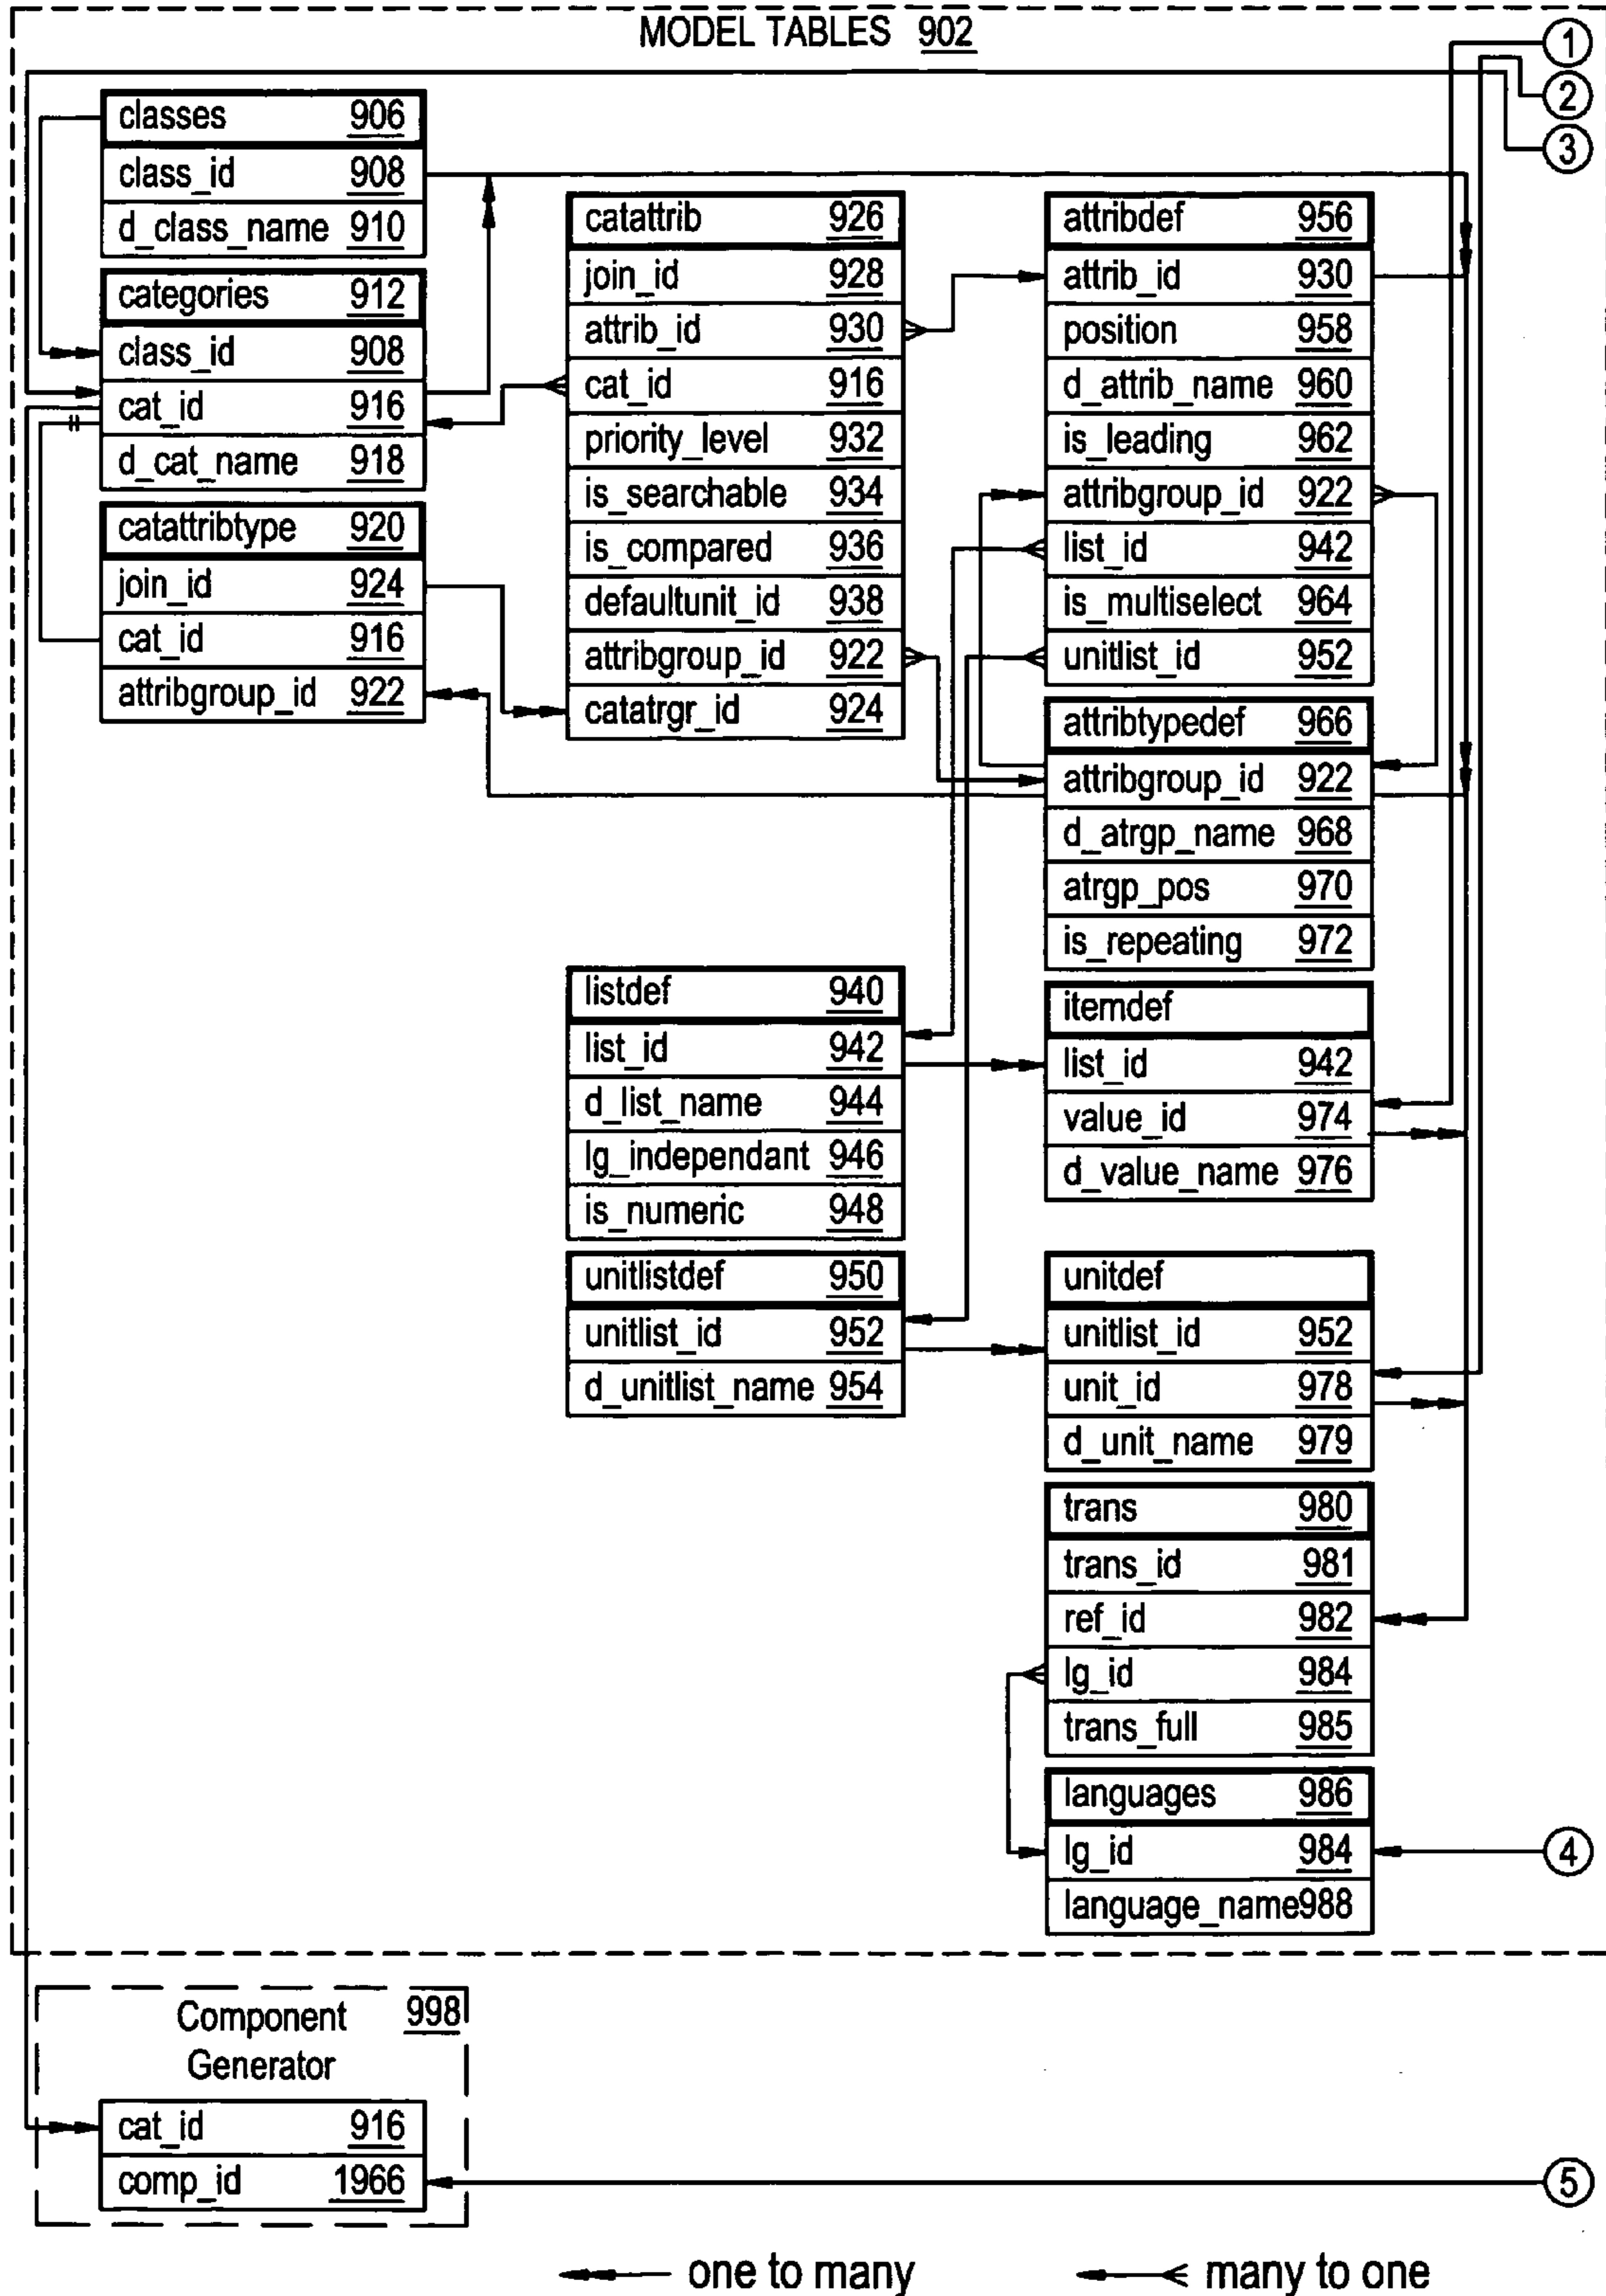 MODEL TABLES 902
1
2
3
classes 906
class_id 908
d_class_name 910
categories 912
class_id 908
cat_id 916
d_cat_name 918
catattribtype 920
join_id 924
cat_id 916
attribgroup_id 922
catattrib 926
join_id 928
attrib_id 930
cat_id 916
priority_level 932
is_searchable 934
is_compared 936
defaultunit_id 938
attribgroup_id 922
catatrgr_id 924
attribdef 956
attrib_id 930
position 958
d_attrib_name 960
is_leading 962
attribgroup_id 922
list_id 942
is_multiselect 964
unitlist_id 952
attribtypedef 966
attribgroup_id 922
d_atrgp_name 968
atrgp_pos 970
is_repeating 972
listdef 940
list_id 942
d_list_name 944
lg_independant 946
is_numeric 948
unitlistdef 950
unitlist_id 952
d_unitlist_name 954
itemdef
list_id 942
value_id 974
d_value_name 976
unitdef
unitlist_id 952
unit_id 978
d_unit_name 979
trans 980
trans_id 981
ref_id 982
lg_id 984
trans_full 985
languages 986
lg_id 984
language_name988
4
Component 998
Generator
cat_id 916
comp_id 1966
5
one to many
many to one